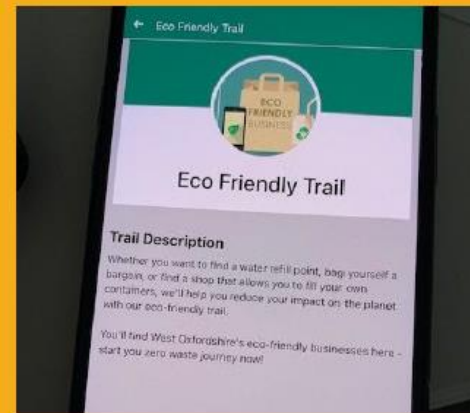 ← Eco Friendly Trail
ECO
FRIENDLY
BUSINESS
Eco Friendly Trail
Trail Description
Whether you want to find a water refill point, bag yourself a
bargain, or find a shop that allows you to fill your own
containers, we'll help you reduce your impact on the planet
with our eco-friendly trail.
You'll find West Oxfordshire's eco-friendly businesses here -
start you zero waste journey now!